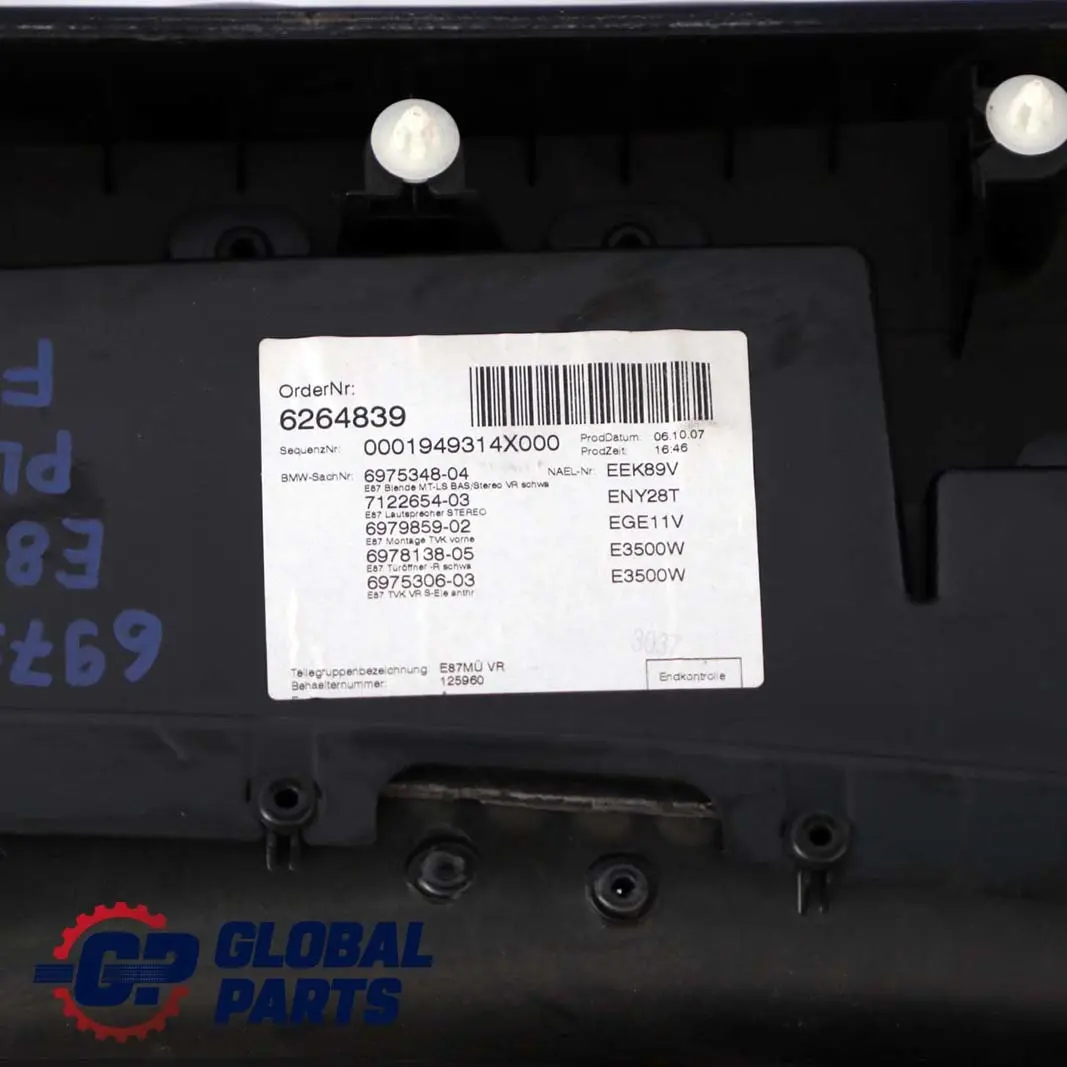 OrderNr:
6264839
SequenzNr: 0001949314X000 ProdDatum: 06.10.07
ProdZeit: 16:46
BMW-SachNr: 6975348-04 NAEL-Nr: EEK89V
E87 Blende MT-LS BAS/Stereo VR schwa
7122654-03 ENY28T
E87 Lautsprecher STEREO
6979859-02 EGE11V
E87 Montage TVK vorne
6978138-05 E3500W
E87 Türöffner -R schwa
6975306-03 E3500W
E87 TVK VR S-Ele anthr
3037
Teilegruppenbezeichnung E87MÜ VR
Behaelternummer: 125960
Endkontrolle
F
PL
E8
697
GP GLOBAL
PARTS